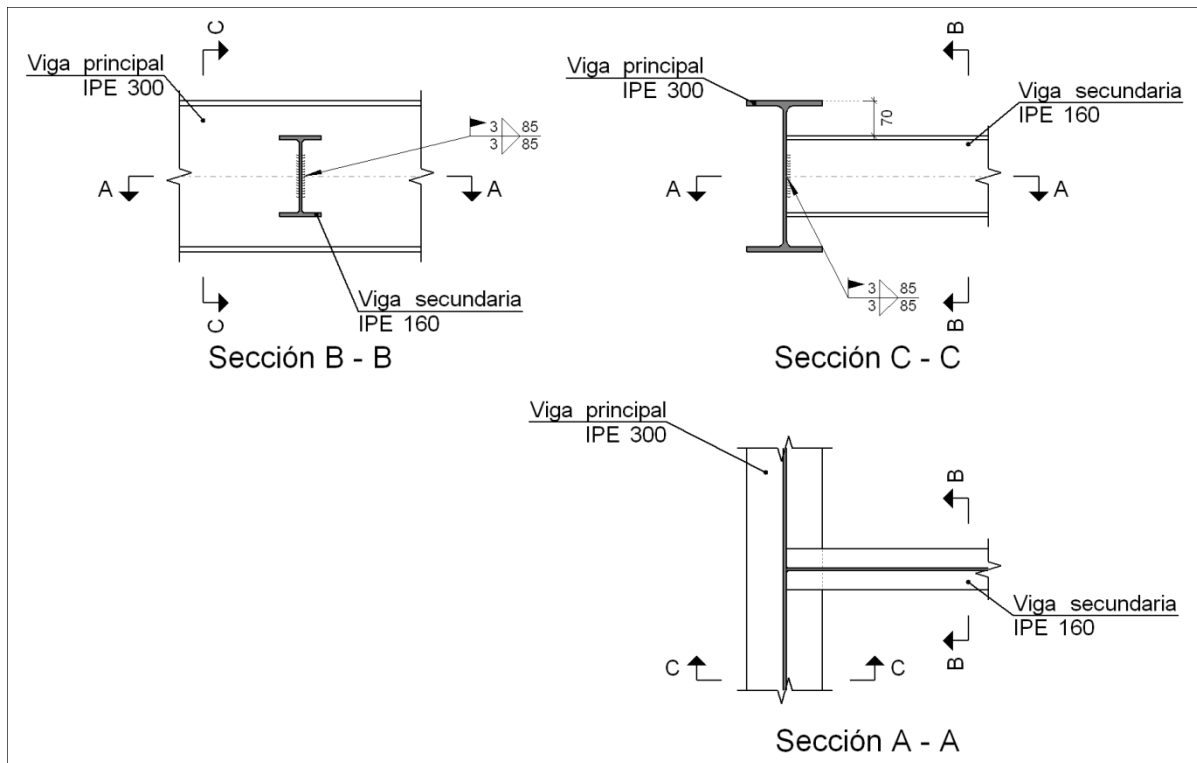 C
Viga principal
IPE 300
3 85
3 85
A
A
Viga secundaria
IPE 160
C
Sección B - B
B
Viga principal
IPE 300
Viga secundaria
IPE 160
70
A
A
3 85
3 85
B
Sección C - C
Viga principal
IPE 300
B
Viga secundaria
IPE 160
B
C
C
Sección A - A